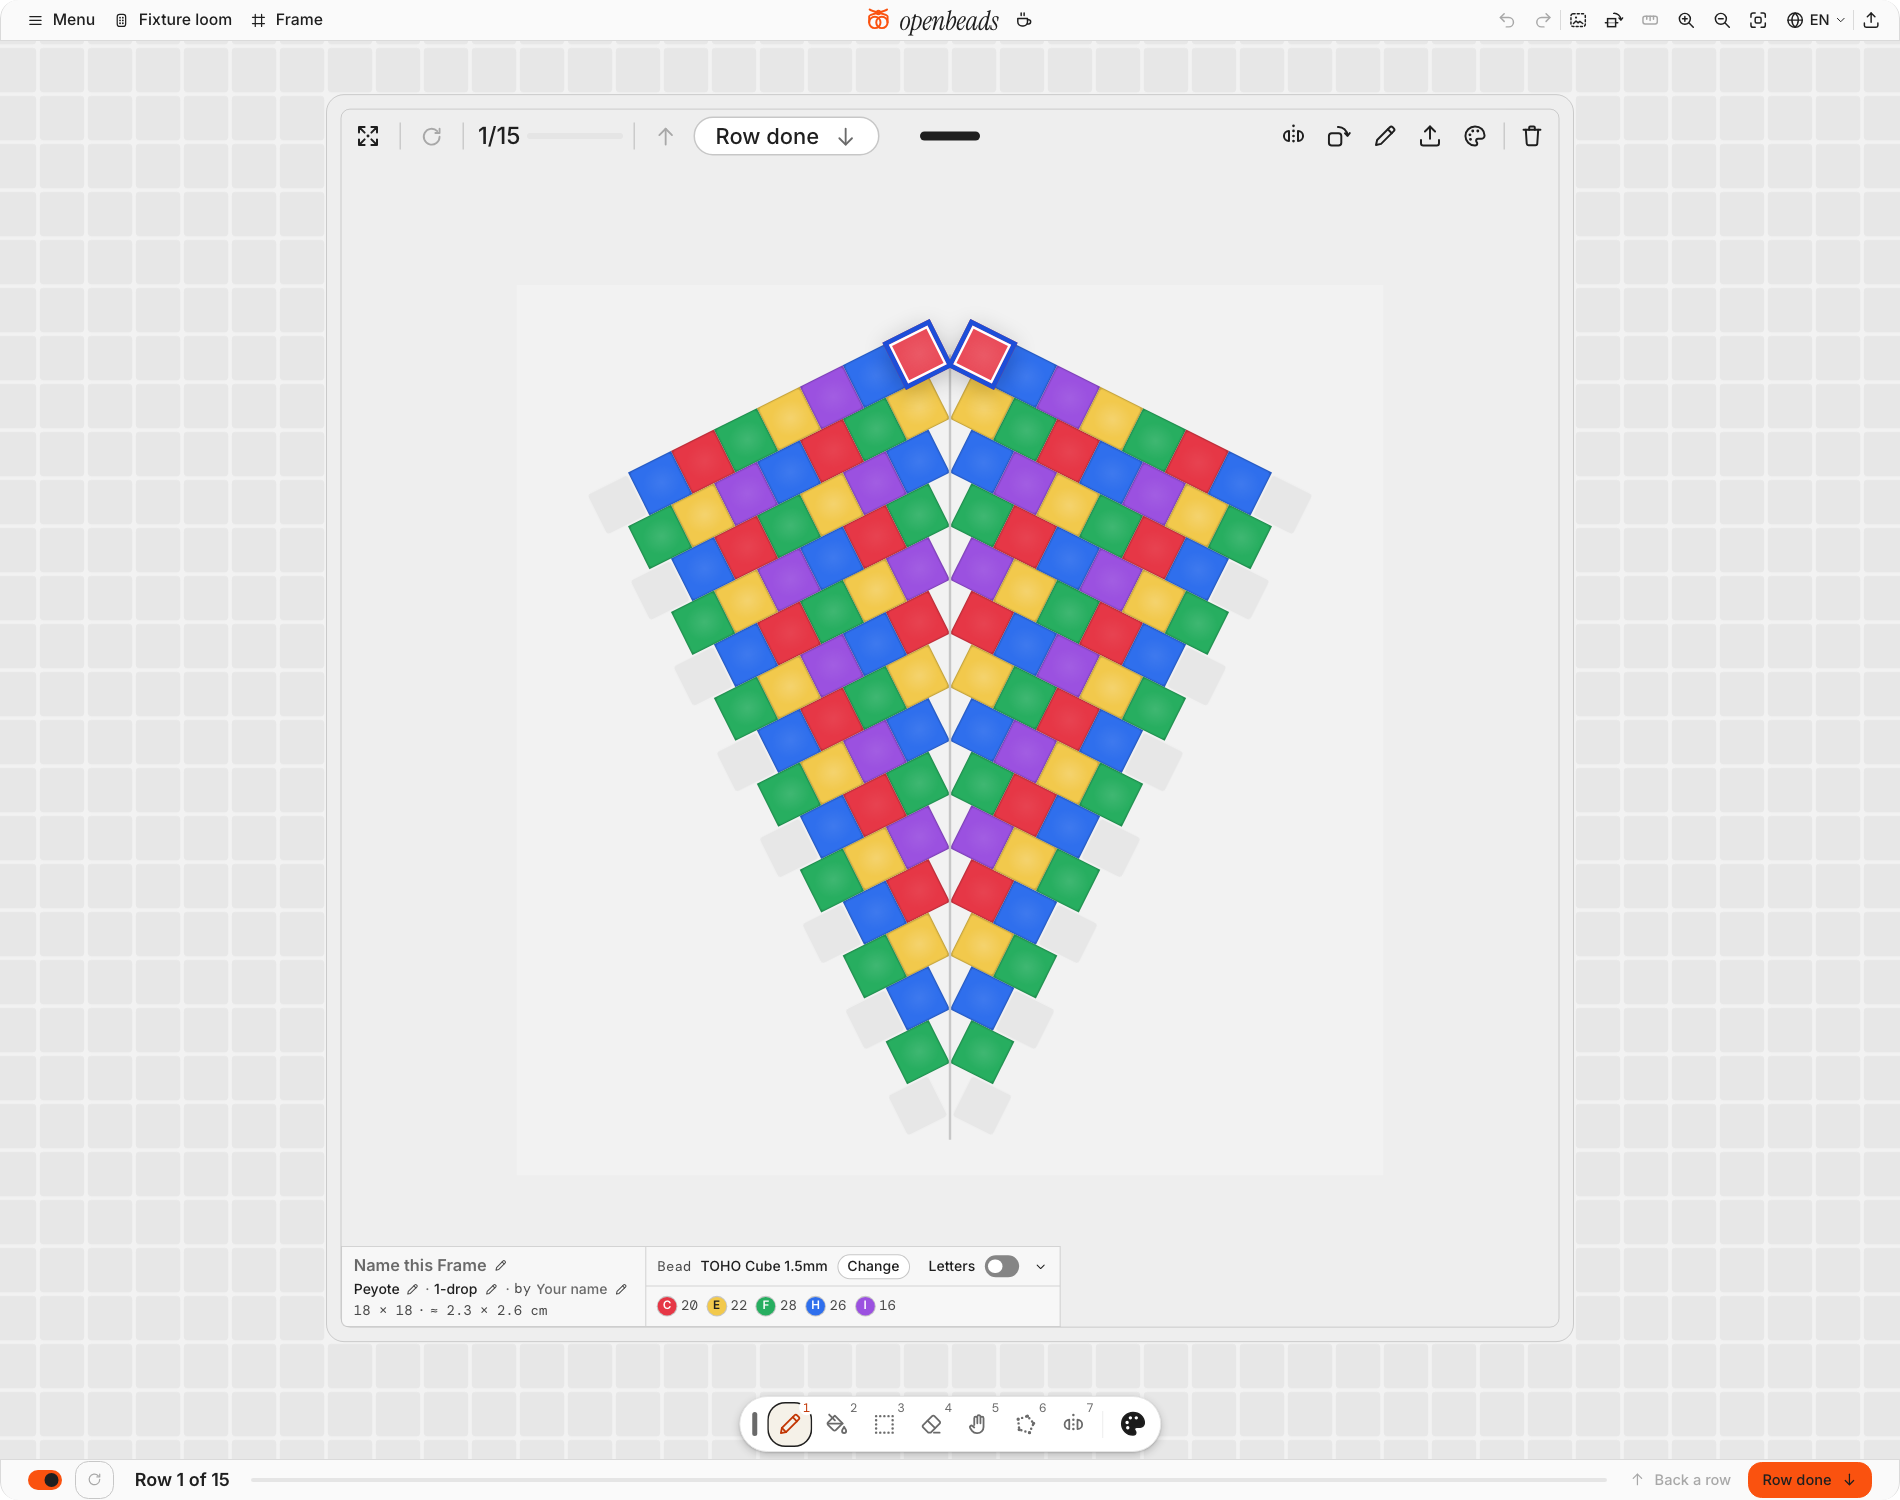 Menu Fixture loom Frame openbeads EN
1/15 Row done
Name this Frame
Peyote · 1-drop · by Your name
18 × 18 · ≈ 2.3 × 2.6 cm
Bead TOHO Cube 1.5mm Change Letters
C 20 E 22 F 28 H 26 I 16
1 2 3 4 5 6 7
Row 1 of 15 Back a row Row done